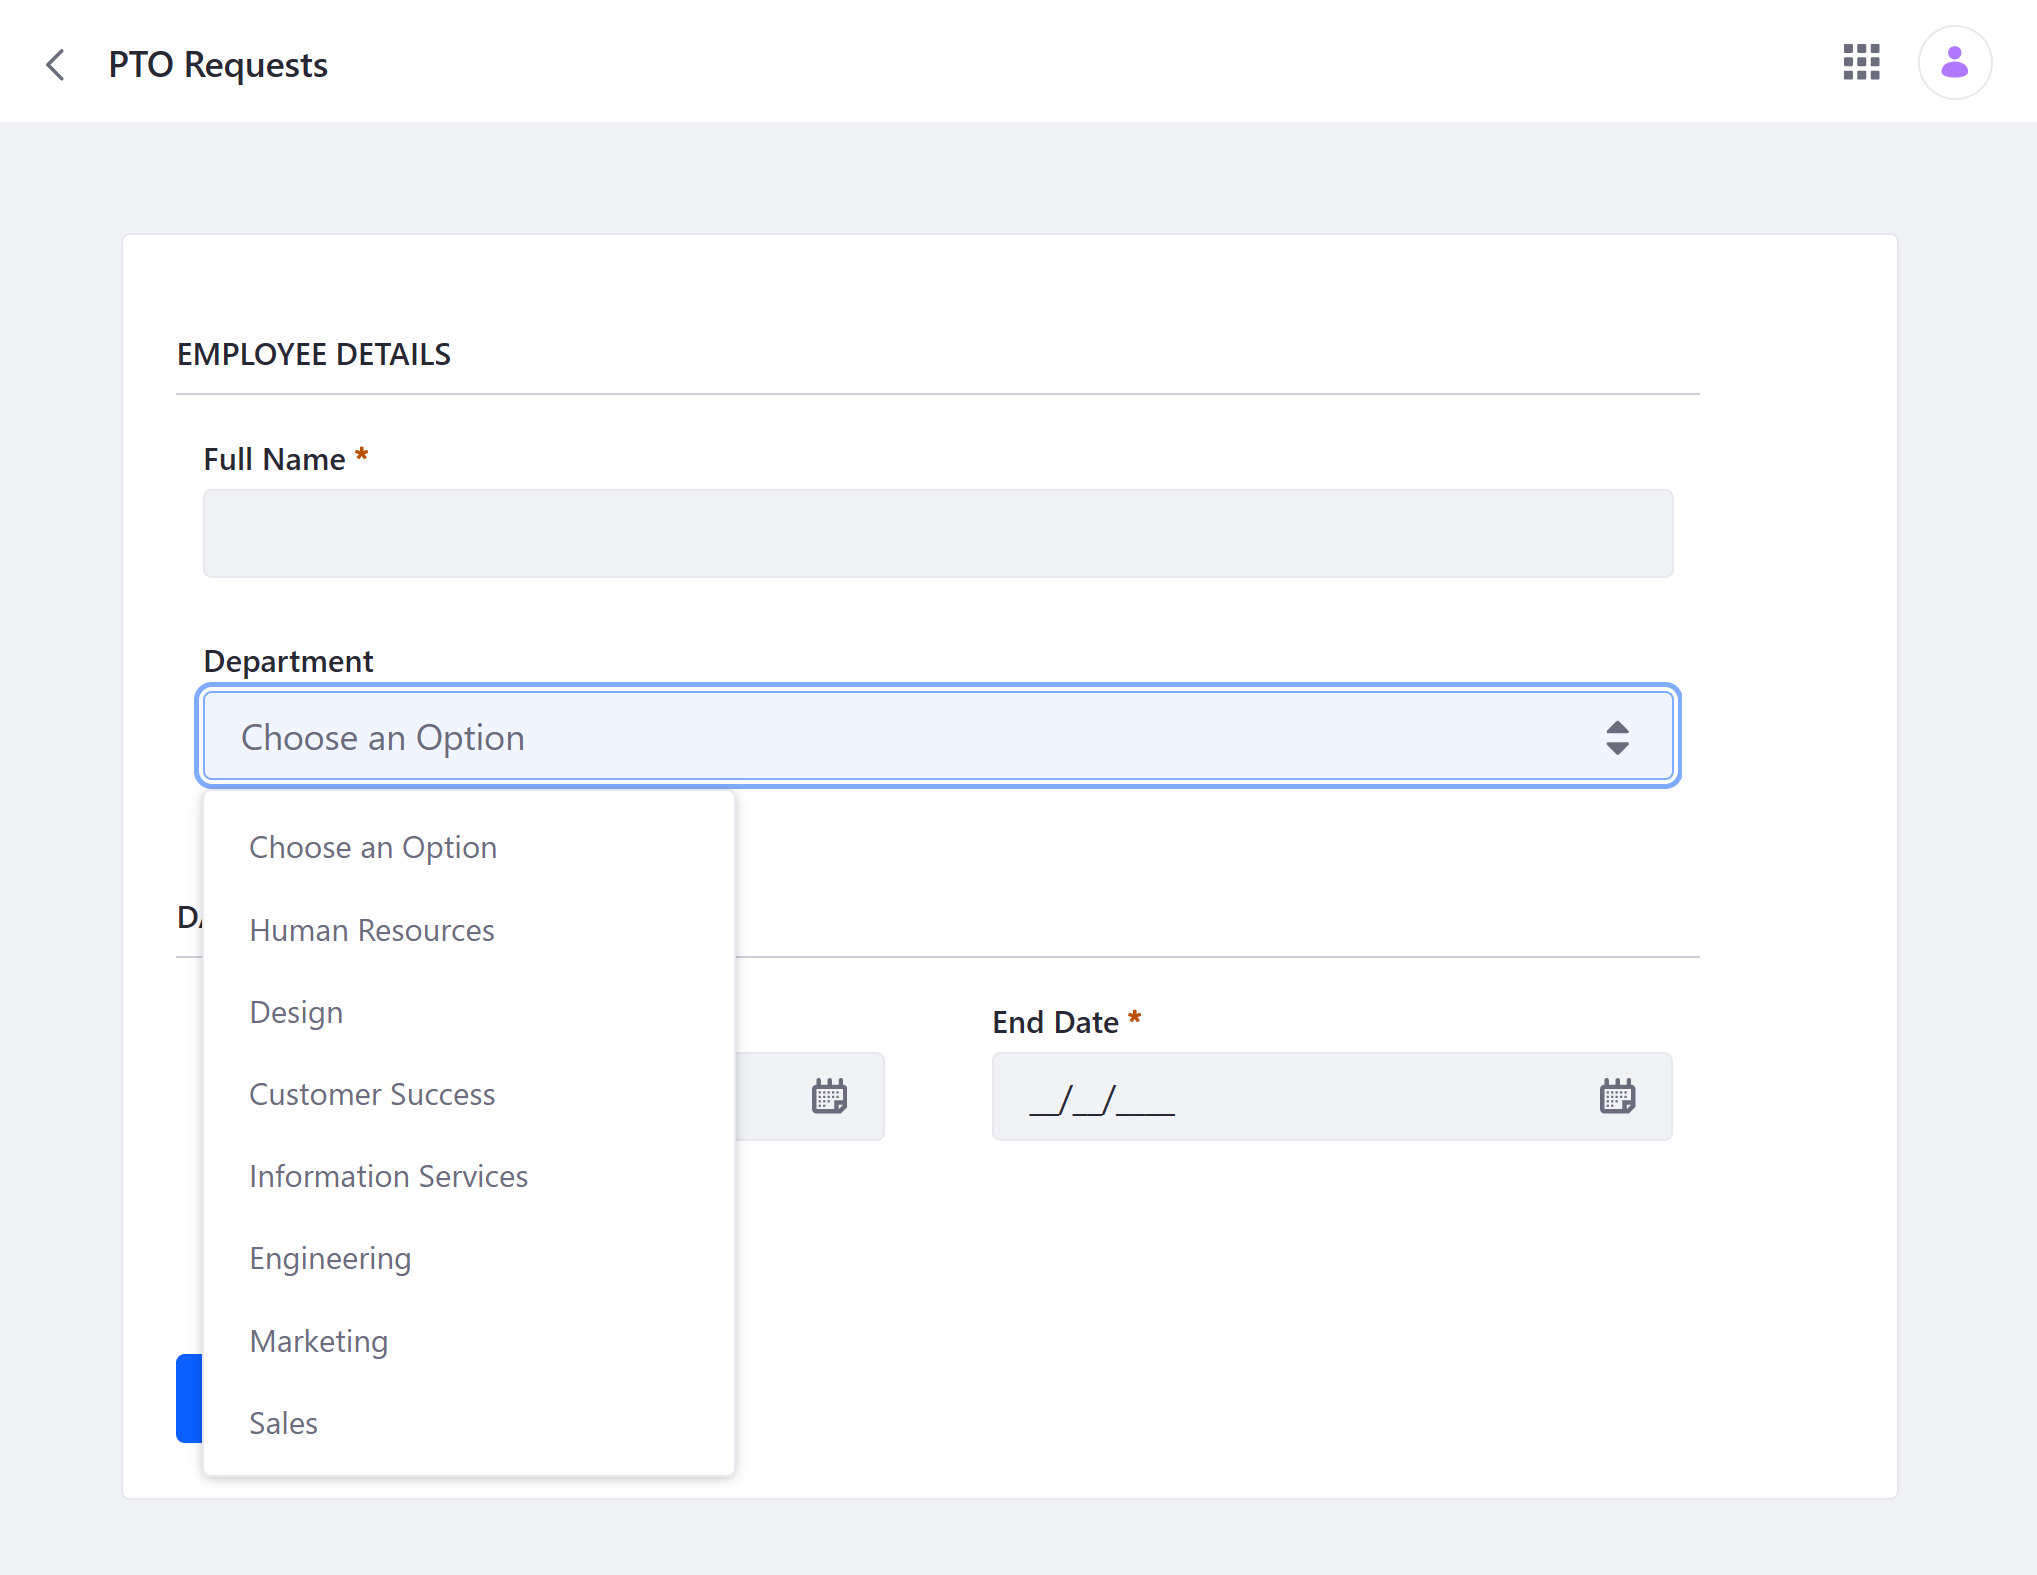 PTO Requests
EMPLOYEE DETAILS
Full Name *
Department
Choose an Option
Choose an Option
Human Resources
Design
Customer Success
Information Services
Engineering
Marketing
Sales
End Date *
__/__/____